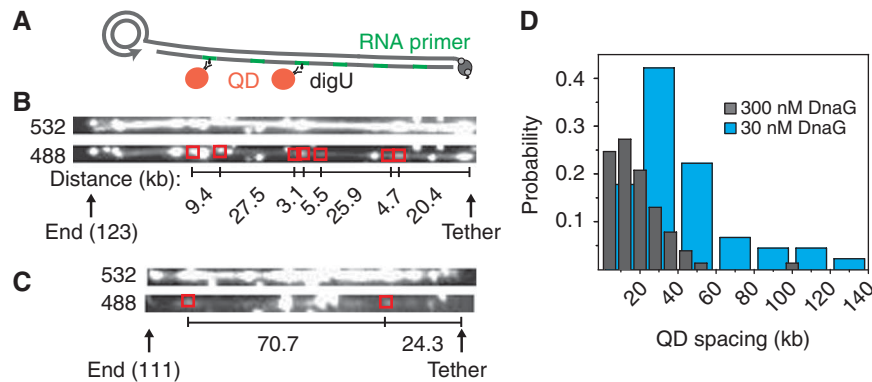 A
RNA primer
QD
digU
B
532
488
Distance (kb):
9.4
27.5
3.1
5.5
25.9
4.7
20.4
End (123)
Tether
C
532
488
70.7
24.3
End (111)
Tether
D
0.4
0.3
0.2
0.1
Probability
300 nM DnaG
30 nM DnaG
20 40 60 80 100 120 140
QD spacing (kb)